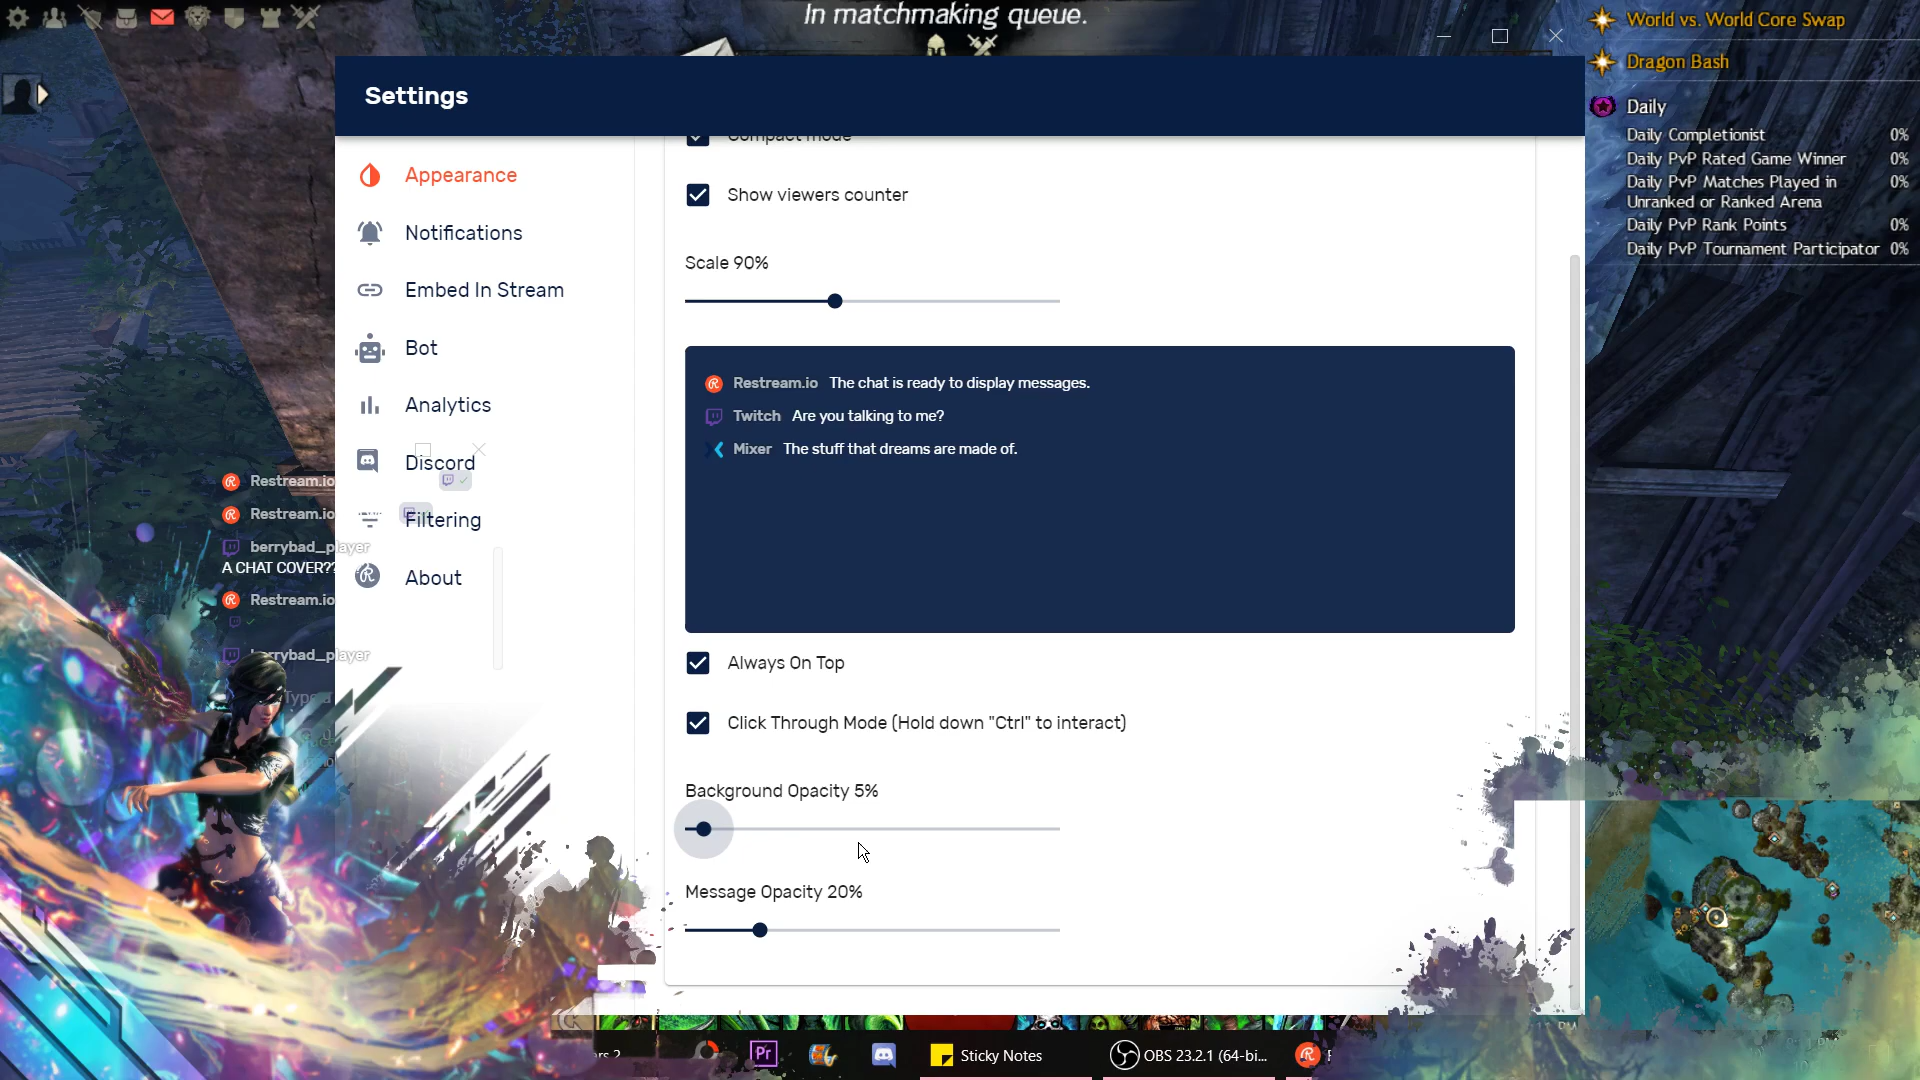 In matchmaking queue.
World vs. World Core Swap
Dragon Bash
Daily
Daily Completionist 0%
Daily PvP Rated Game Winner 0%
Daily PvP Matches Played in 0%
Unranked or Ranked Arena
Daily PvP Rank Points 0%
Daily PvP Tournament Participator 0%
Settings
Appearance
Notifications
Embed In Stream
Bot
Analytics
Discord
Filtering
About
Compact mode
Show viewers counter
Scale 90%
Restream.io The chat is ready to display messages.
Twitch Are you talking to me?
Mixer The stuff that dreams are made of.
Always On Top
Click Through Mode (Hold down "Ctrl" to interact)
Background Opacity 5%
Message Opacity 20%
Restream.io
Restream.io
berrybad_player
A CHAT COVER??
Restream.io
berrybad_player
Pr
Sticky Notes
OBS 23.2.1 (64-bi...